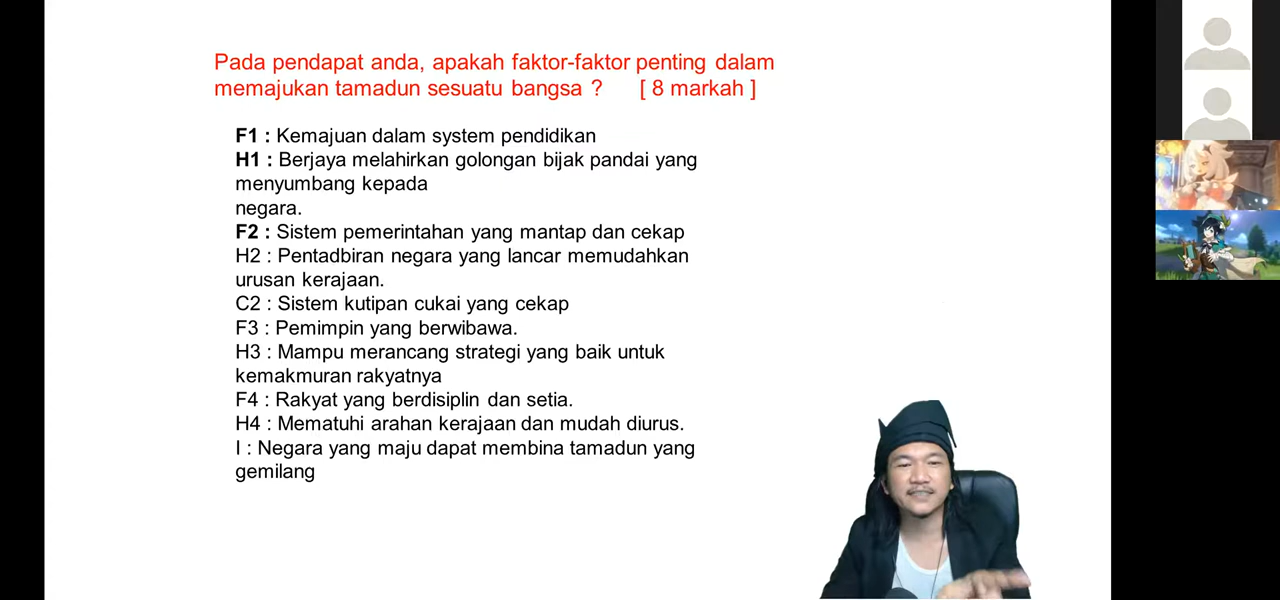 Pada pendapat anda, apakah faktor-faktor penting dalam
memajukan tamadun sesuatu bangsa ? [ 8 markah ]
F1 : Kemajuan dalam system pendidikan
H1 : Berjaya melahirkan golongan bijak pandai yang
menyumbang kepada
negara.
F2 : Sistem pemerintahan yang mantap dan cekap
H2 : Pentadbiran negara yang lancar memudahkan
urusan kerajaan.
C2 : Sistem kutipan cukai yang cekap
F3 : Pemimpin yang berwibawa.
H3 : Mampu merancang strategi yang baik untuk
kemakmuran rakyatnya
F4 : Rakyat yang berdisiplin dan setia.
H4 : Mematuhi arahan kerajaan dan mudah diurus.
I : Negara yang maju dapat membina tamadun yang
gemilang